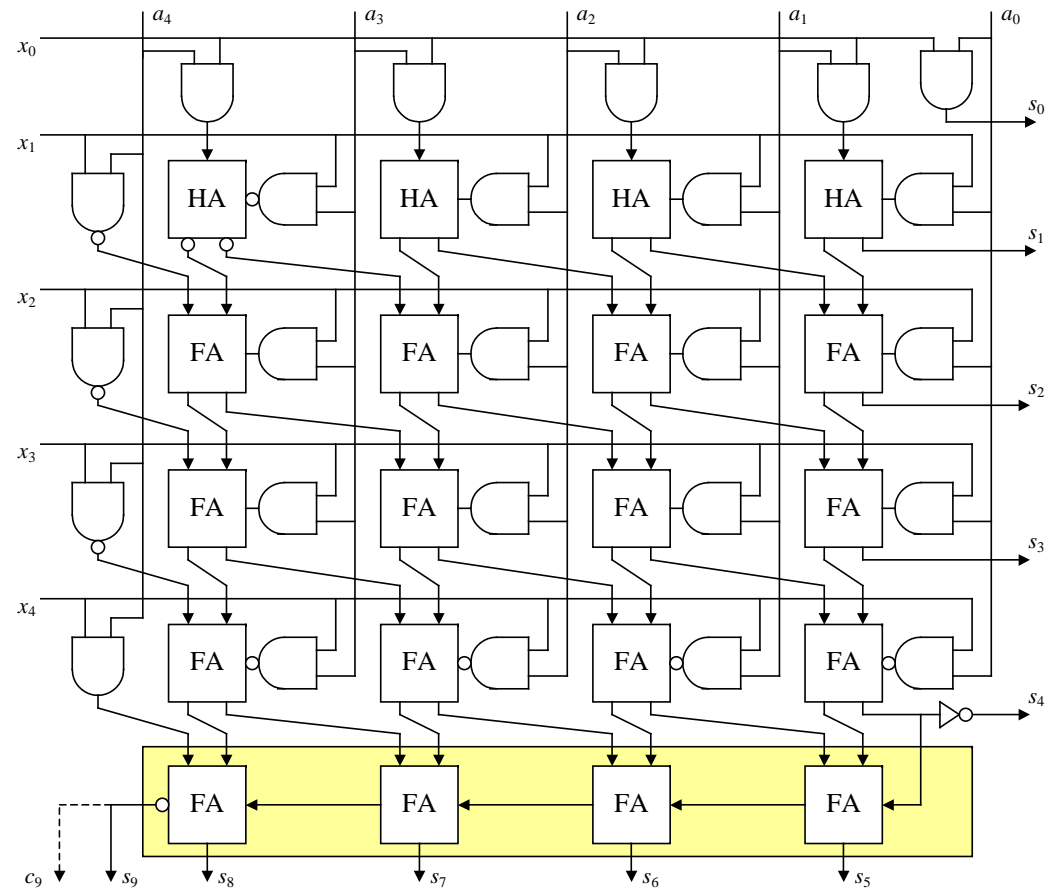 a₄ a₃ a₂ a₁ a₀
x₀
s₀
x₁
HA HA HA HA
s₁
x₂
FA FA FA FA
s₂
x₃
FA FA FA FA
s₃
x₄
FA FA FA FA
s₄
FA FA FA FA
c₉ s₉ s₈ s₇ s₆ s₅